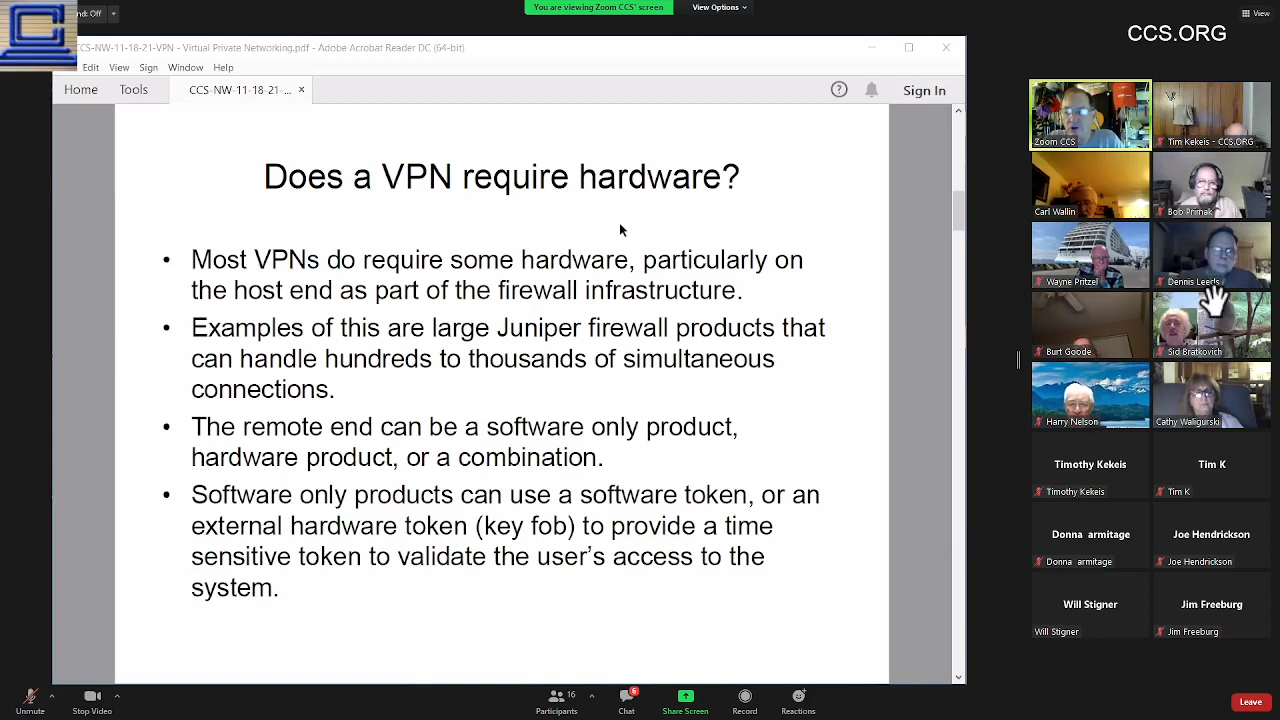 nd: Off
You are viewing Zoom CCS' screen
View Options
View
CCS.ORG
CCS-NW-11-18-21-VPN - Virtual Private Networking.pdf - Adobe Acrobat Reader DC (64-bit)
Edit View Sign Window Help
Home Tools CCS-NW-11-18-21-... × Sign In
Does a VPN require hardware?
• Most VPNs do require some hardware, particularly on
the host end as part of the firewall infrastructure.
• Examples of this are large Juniper firewall products that
can handle hundreds to thousands of simultaneous
connections.
• The remote end can be a software only product,
hardware product, or a combination.
• Software only products can use a software token, or an
external hardware token (key fob) to provide a time
sensitive token to validate the user's access to the
system.
Zoom CCS
Tim Kekeis - CCS.ORG
Carl Wallin
Bob Primak
Wayne Pritzel
Dennis Leeds
Burt Goode
Sid Bratkovich
Harry Nelson
Cathy Waligurski
Timothy Kekeis
Timothy Kekeis
Tim K
Tim K
Donna armitage
Donna armitage
Joe Hendrickson
Joe Hendrickson
Will Stigner
Will Stigner
Jim Freeburg
Jim Freeburg
Unmute
Stop Video
16
Participants
6
Chat
Share Screen
Record
Reactions
Leave